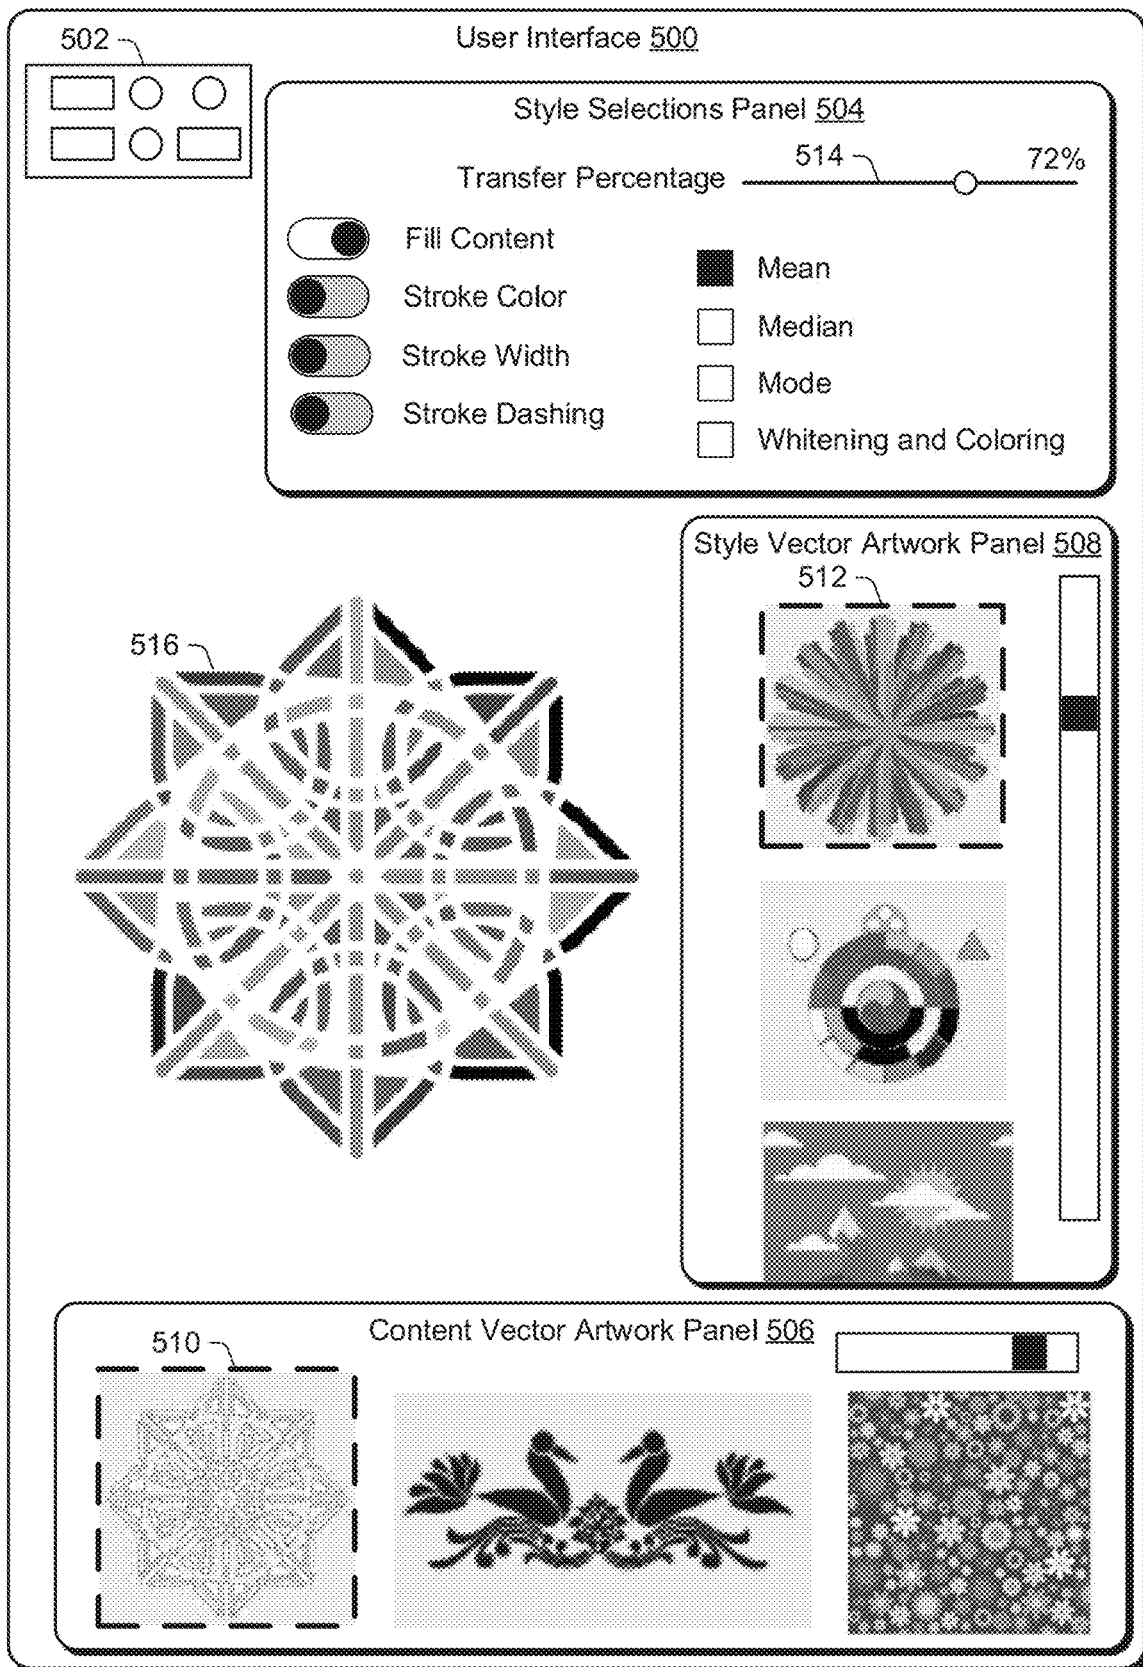 User Interface 500
502
Style Selections Panel 504
514
72%
Transfer Percentage
Fill Content
Stroke Color
Stroke Width
Stroke Dashing
Mean
Median
Mode
Whitening and Coloring
Style Vector Artwork Panel 508
512
516
Content Vector Artwork Panel 506
510